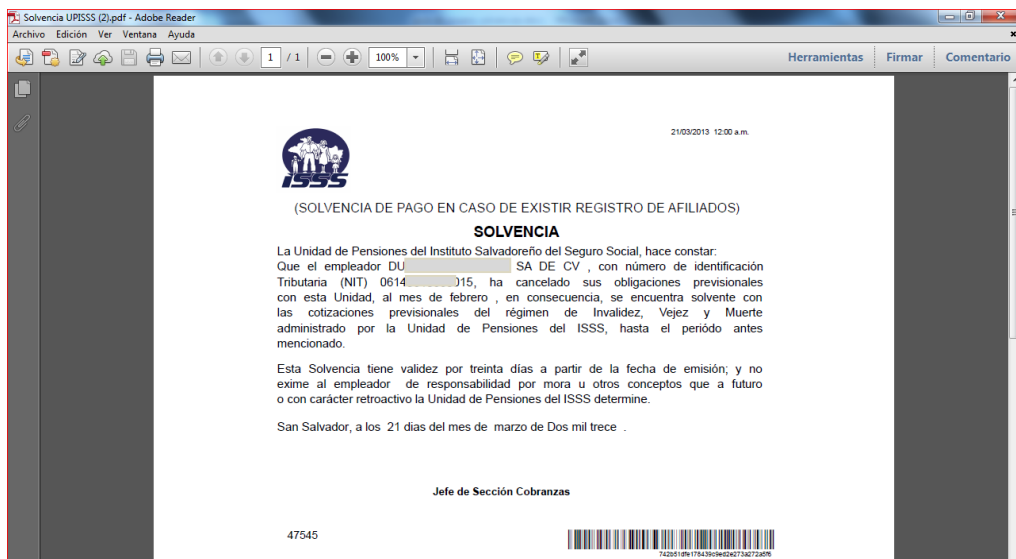 Solvencia UPISSS (2).pdf - Adobe Reader
Archivo Edición Ver Ventana Ayuda
1 / 1 100% Herramientas Firmar Comentario
21/03/2013 12:00 a.m.
ISSS
(SOLVENCIA DE PAGO EN CASO DE EXISTIR REGISTRO DE AFILIADOS)
SOLVENCIA
La Unidad de Pensiones del Instituto Salvadoreño del Seguro Social, hace constar:
Que el empleador DU SA DE CV , con número de identificación
Tributaria (NIT) 0614 015, ha cancelado sus obligaciones previsionales
con esta Unidad, al mes de febrero , en consecuencia, se encuentra solvente con
las cotizaciones previsionales del régimen de Invalidez, Vejez y Muerte
administrado por la Unidad de Pensiones del ISSS, hasta el periódo antes
mencionado.
Esta Solvencia tiene validez por treinta días a partir de la fecha de emisión; y no
exime al empleador de responsabilidad por mora u otros conceptos que a futuro
o con carácter retroactivo la Unidad de Pensiones del ISSS determine.
San Salvador, a los 21 dias del mes de marzo de Dos mil trece .
Jefe de Sección Cobranzas
47545